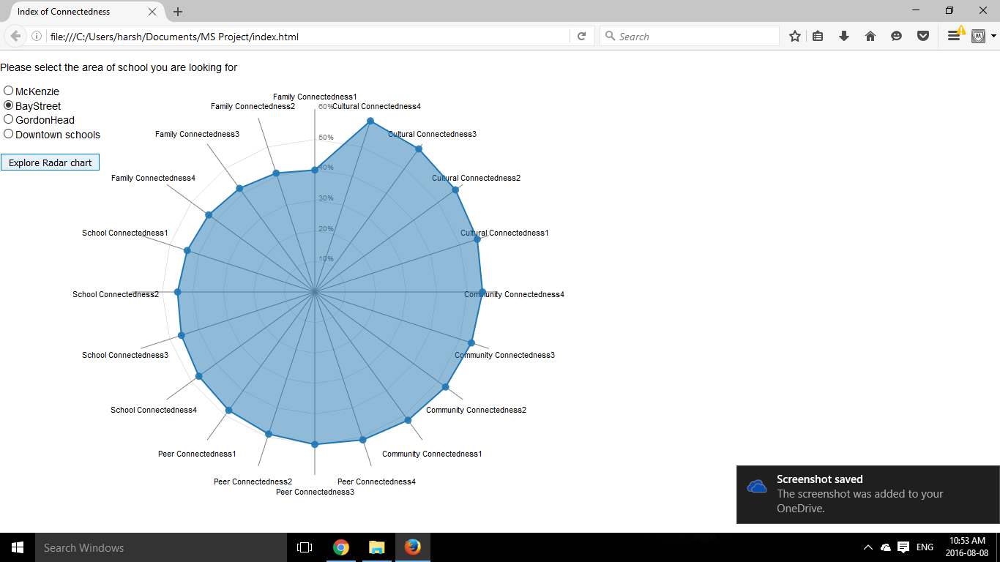 Index of Connectedness
file:///C:/Users/harsh/Documents/MS Project/index.html
Search
Please select the area of school you are looking for
McKenzie
BayStreet
GordonHead
Downtown schools
Explore Radar chart
Family Connectedness1
Family Connectedness2
60%
Cultural Connectedness4
Family Connectedness3
50%
Cultural Connectedness3
40%
Family Connectedness4
Cultural Connectedness2
30%
20%
School Connectedness1
Cultural Connectedness1
10%
School Connectedness2
Community Connectedness4
School Connectedness3
Community Connectedness3
School Connectedness4
Community Connectedness2
Peer Connectedness1
Community Connectedness1
Peer Connectedness2
Peer Connectedness4
Peer Connectedness3
Screenshot saved
The screenshot was added to your
OneDrive.
Search Windows
ENG
10:53 AM
2016-08-08